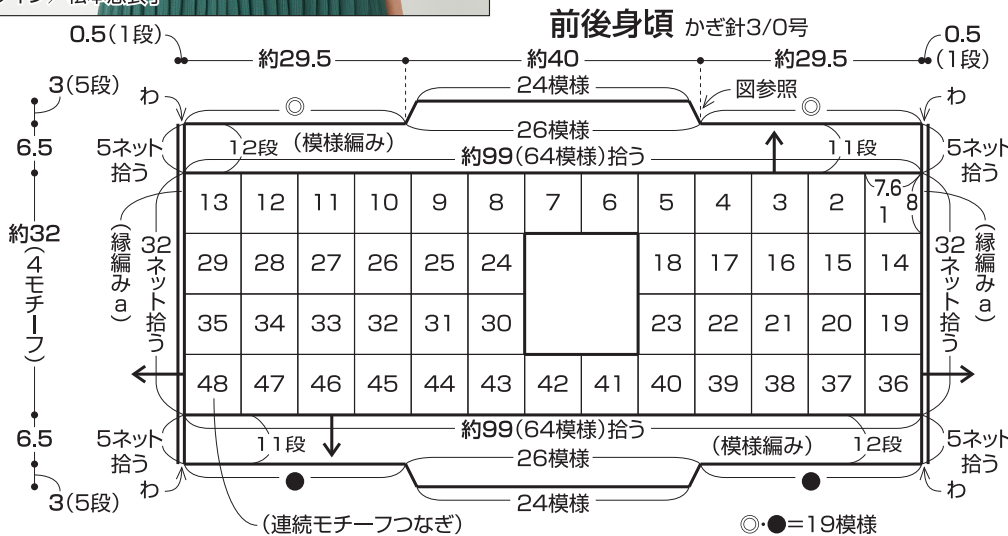 前後身頃 かぎ針3/0号
0.5(1段)
約29.5
約40
約29.5
0.5
(1段)
3(5段)
わ
24模様
図参照
わ
◎
◎
6.5
5ネット
拾う
12段
(模様編み)
26模様
11段
5ネット
拾う
約99(64模様)拾う
13 12 11 10 9 8 7 6 5 4 3 2 1
7.6
8
29 28 27 26 25 24 18 17 16 15 14
35 34 33 32 31 30 23 22 21 20 19
48 47 46 45 44 43 42 41 40 39 38 37 36
約32
(4モチーフ)
(縁編みa)
32ネット拾う
32ネット拾う
(縁編みa)
約99(64模様)拾う
6.5
5ネット
拾う
11段
26模様
(模様編み)
12段
5ネット
拾う
わ
●
●
わ
3(5段)
24模様
(連続モチーフつなぎ)
◎・●=19模様